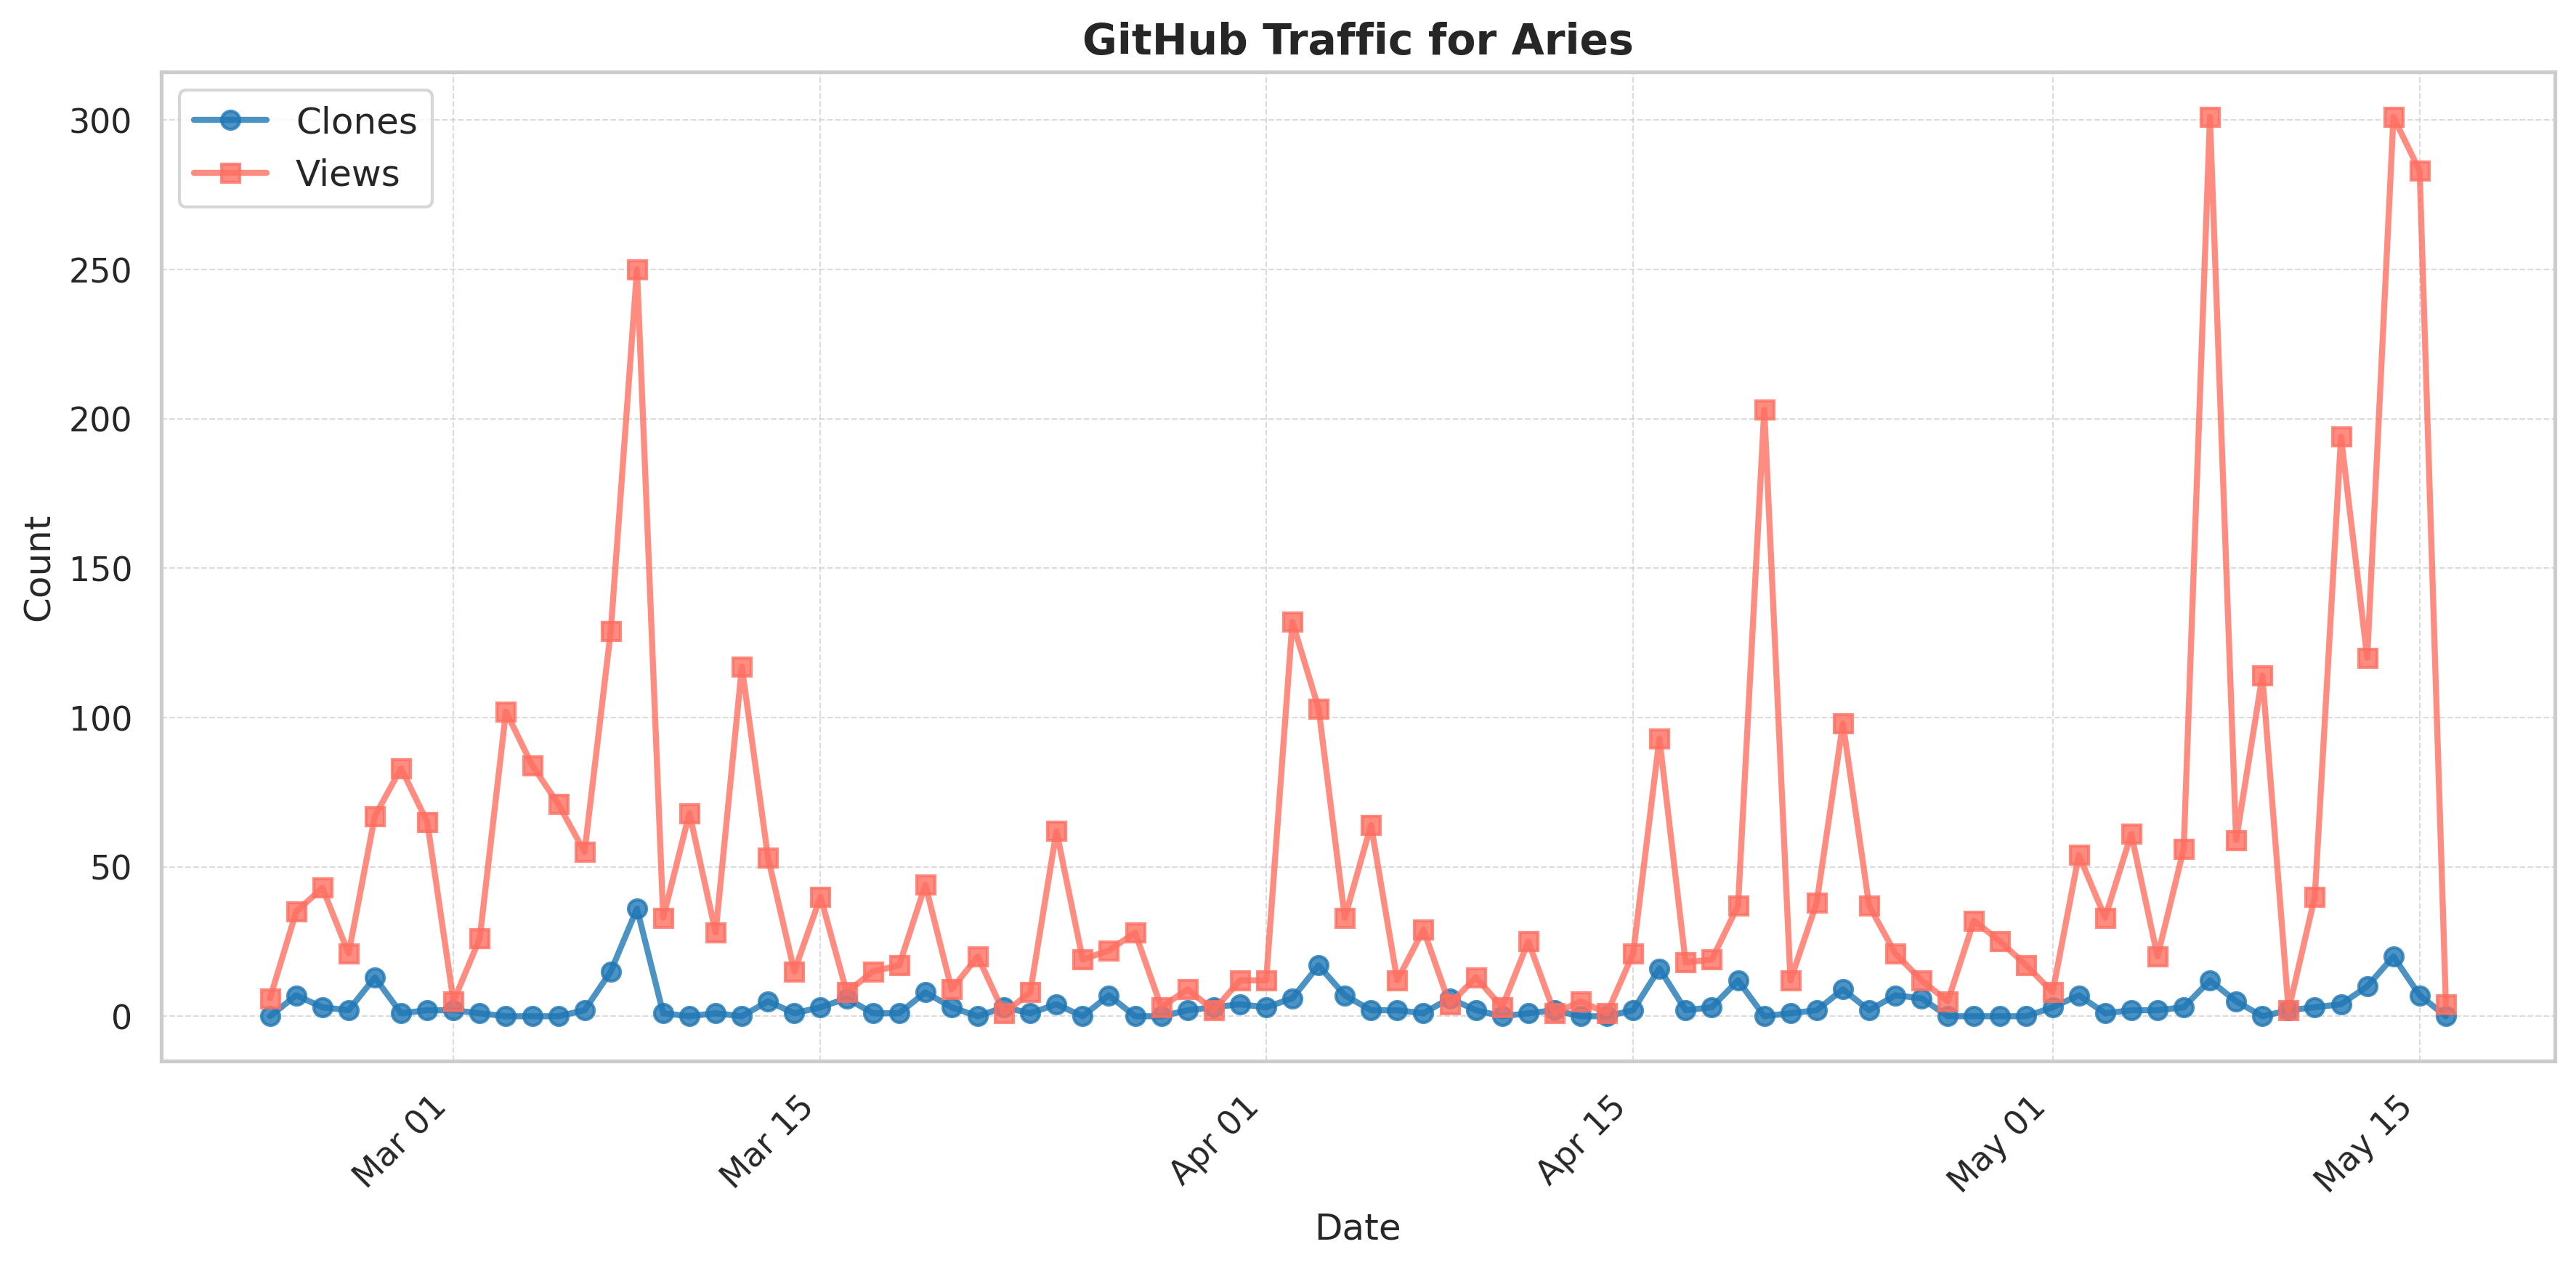 GitHub Traffic for Aries
Clones
Views
300
250
200
150
100
50
0
Count
Mar 01
Mar 15
Apr 01
Apr 15
May 01
May 15
Date